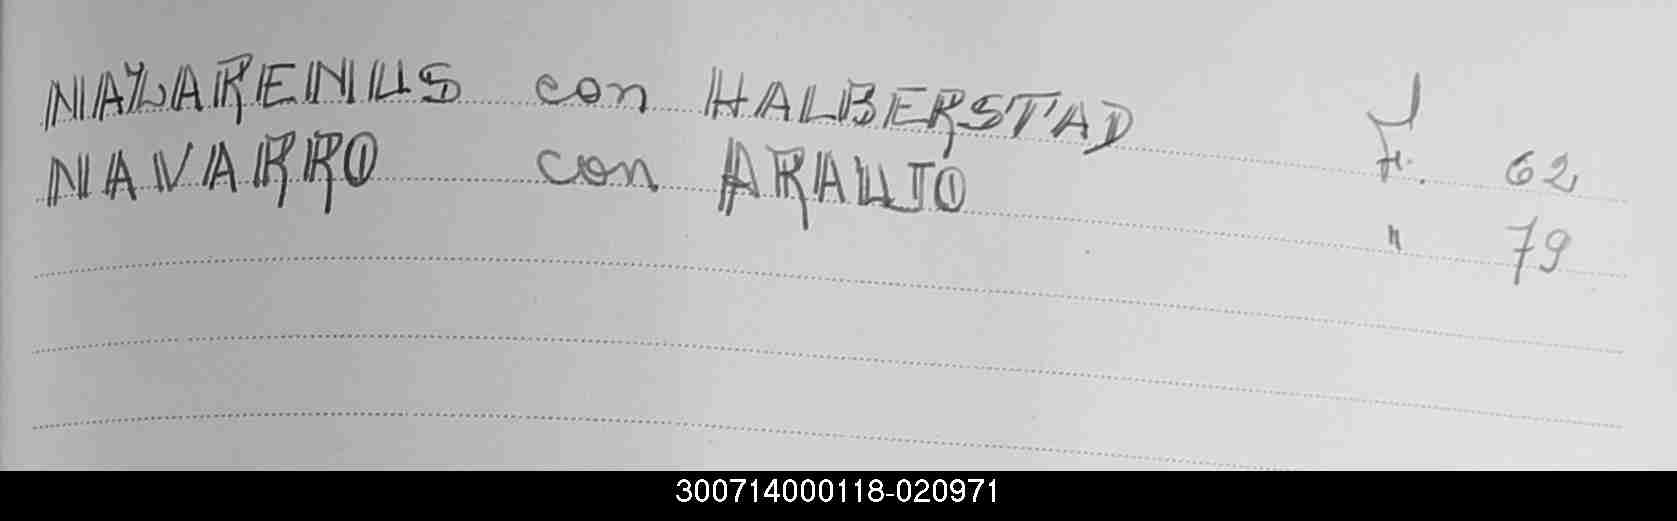 NAZARENUS con HALBERSTAD F. 62
NAVARRO con ARAUJO " 79
300714000118-020971